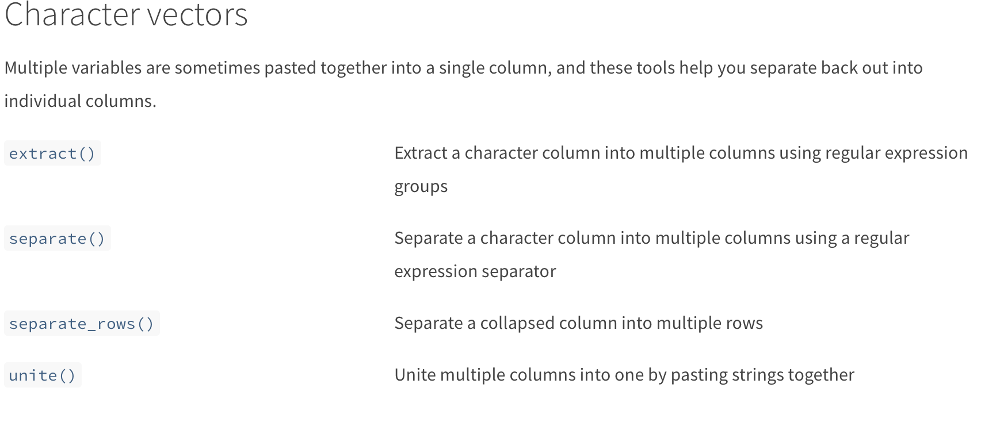 Character vectors
Multiple variables are sometimes pasted together into a single column, and these tools help you separate back out into
individual columns.
extract()
Extract a character column into multiple columns using regular expression
groups
separate()
Separate a character column into multiple columns using a regular
expression separator
separate_rows()
Separate a collapsed column into multiple rows
unite()
Unite multiple columns into one by pasting strings together